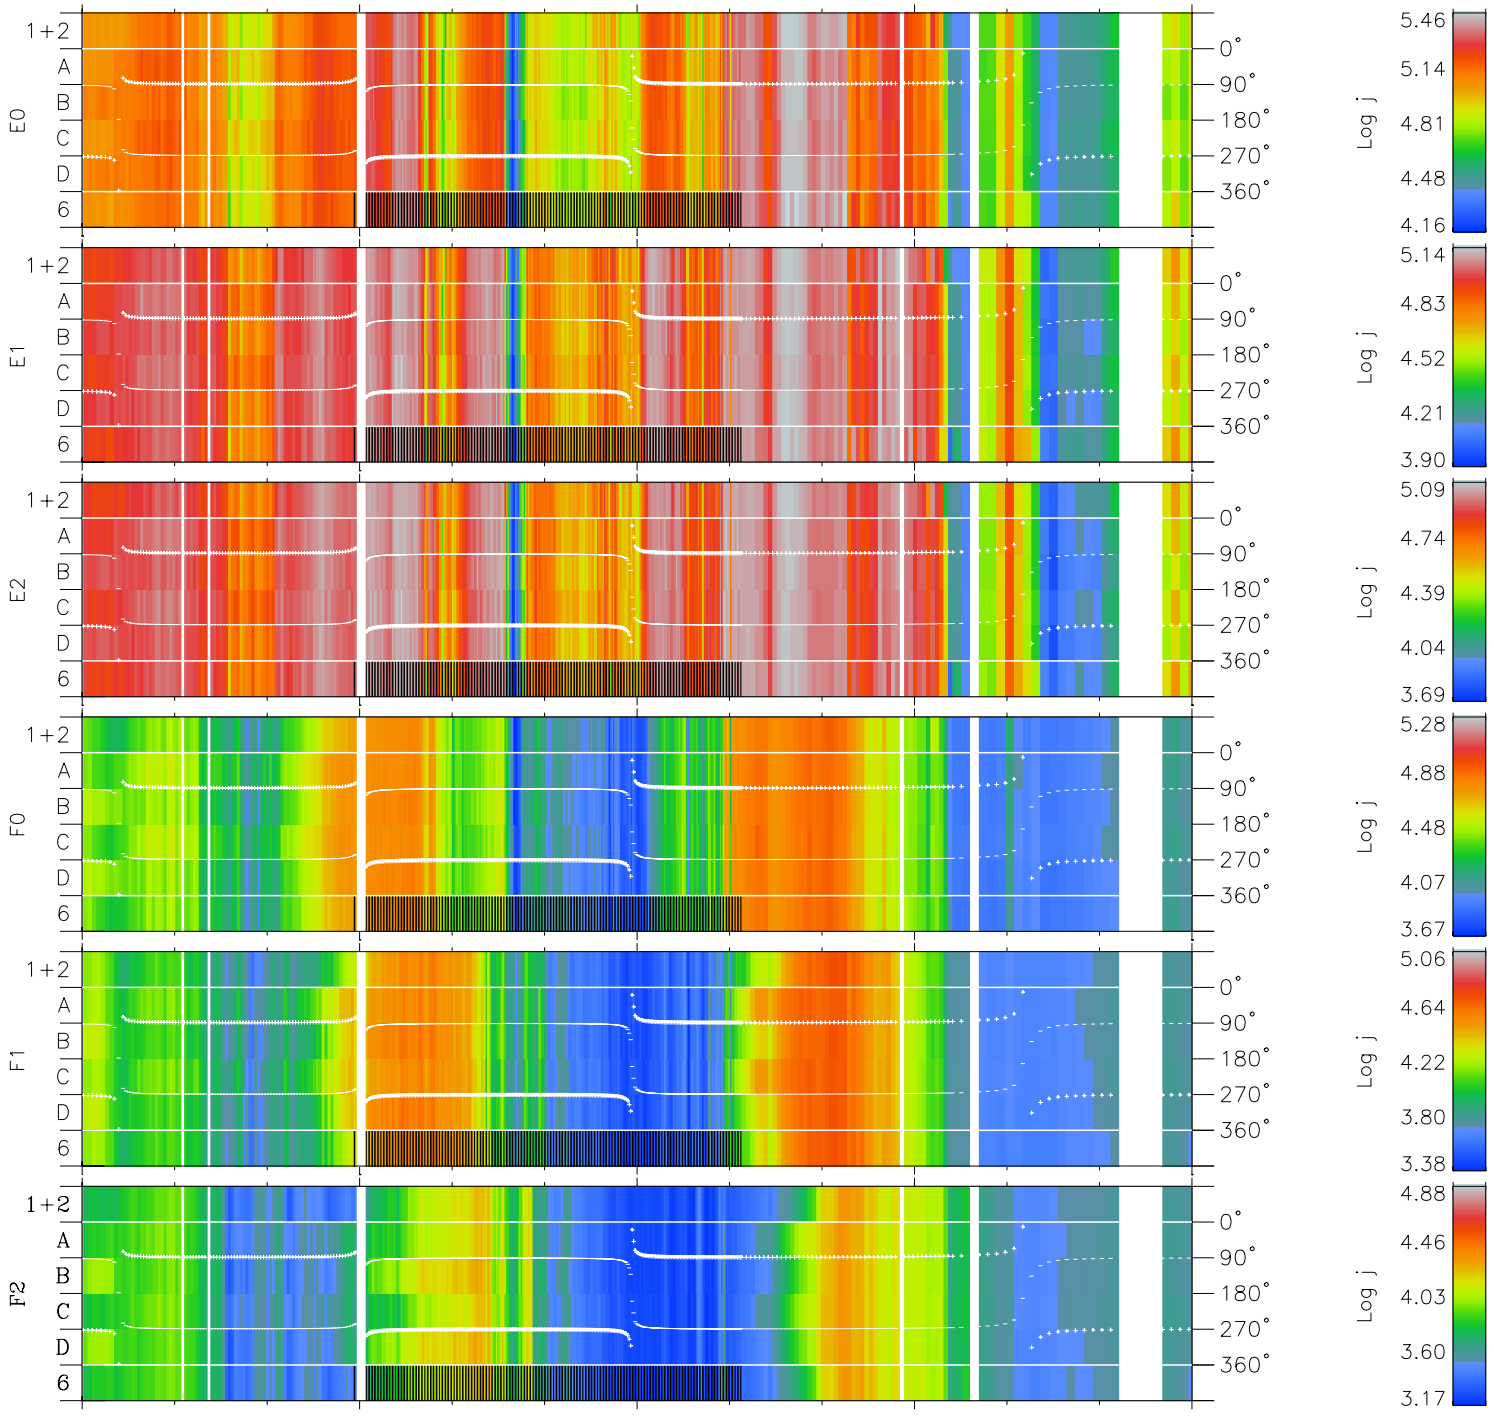 E0
1+2
A
B
C
D
6
0°
90°
180°
270°
360°
Log j
5.46
5.14
4.81
4.48
4.16
E1
1+2
A
B
C
D
6
0°
90°
180°
270°
360°
Log j
5.14
4.83
4.52
4.21
3.90
E2
1+2
A
B
C
D
6
0°
90°
180°
270°
360°
Log j
5.09
4.74
4.39
4.04
3.69
F0
1+2
A
B
C
D
6
0°
90°
180°
270°
360°
Log j
5.28
4.88
4.48
4.07
3.67
F1
1+2
A
B
C
D
6
0°
90°
180°
270°
360°
Log j
5.06
4.64
4.22
3.80
3.38
F2
1+2
A
B
C
D
6
0°
90°
180°
270°
360°
Log j
4.88
4.46
4.03
3.60
3.17